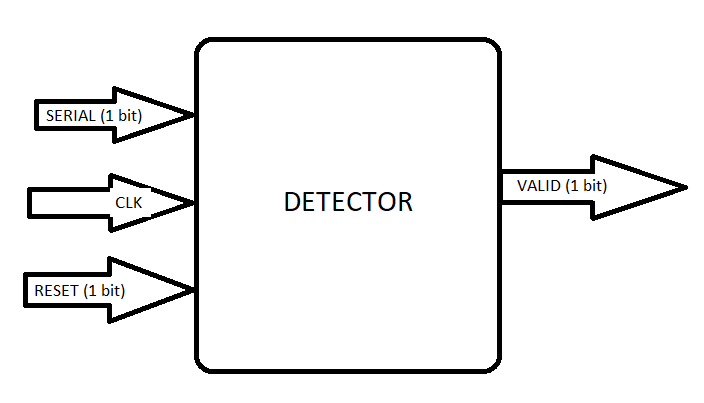 SERIAL (1 bit)
CLK
RESET (1 bit)
DETECTOR
VALID (1 bit)